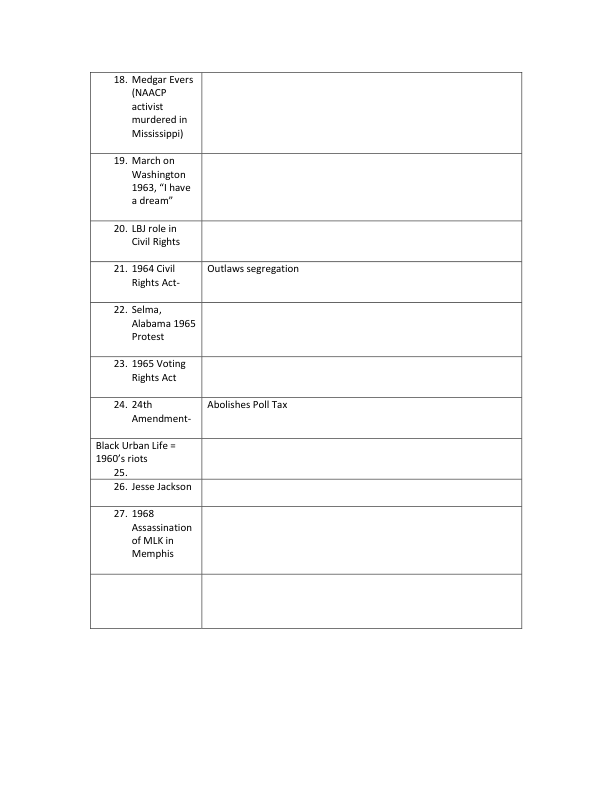 18. Medgar Evers
(NAACP
activist
murdered in
Mississippi)
19. March on
Washington
1963, “I have
a dream”
20. LBJ role in
Civil Rights
21. 1964 Civil
Rights Act-
Outlaws segregation
22. Selma,
Alabama 1965
Protest
23. 1965 Voting
Rights Act
24. 24th
Amendment-
Abolishes Poll Tax
Black Urban Life =
1960’s riots
25.
26. Jesse Jackson
27. 1968
Assassination
of MLK in
Memphis